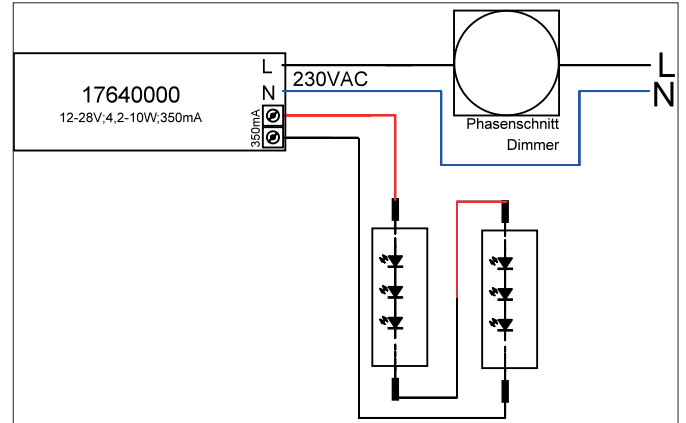 L
230VAC
N
17640000
12-28V;4,2-10W;350mA
350mA
L
N
Phasenschnitt
Dimmer